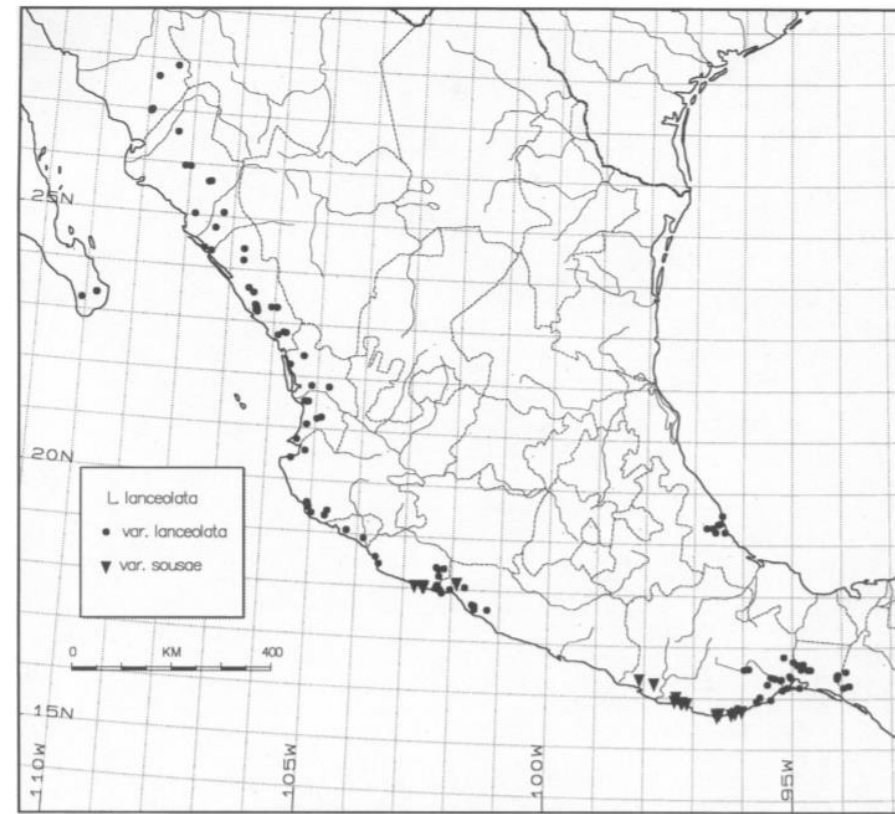 25N
20N
L. lanceolata
var. lanceolata
var. sousae
0 KM 400
15N
110W
105W
100W
95W